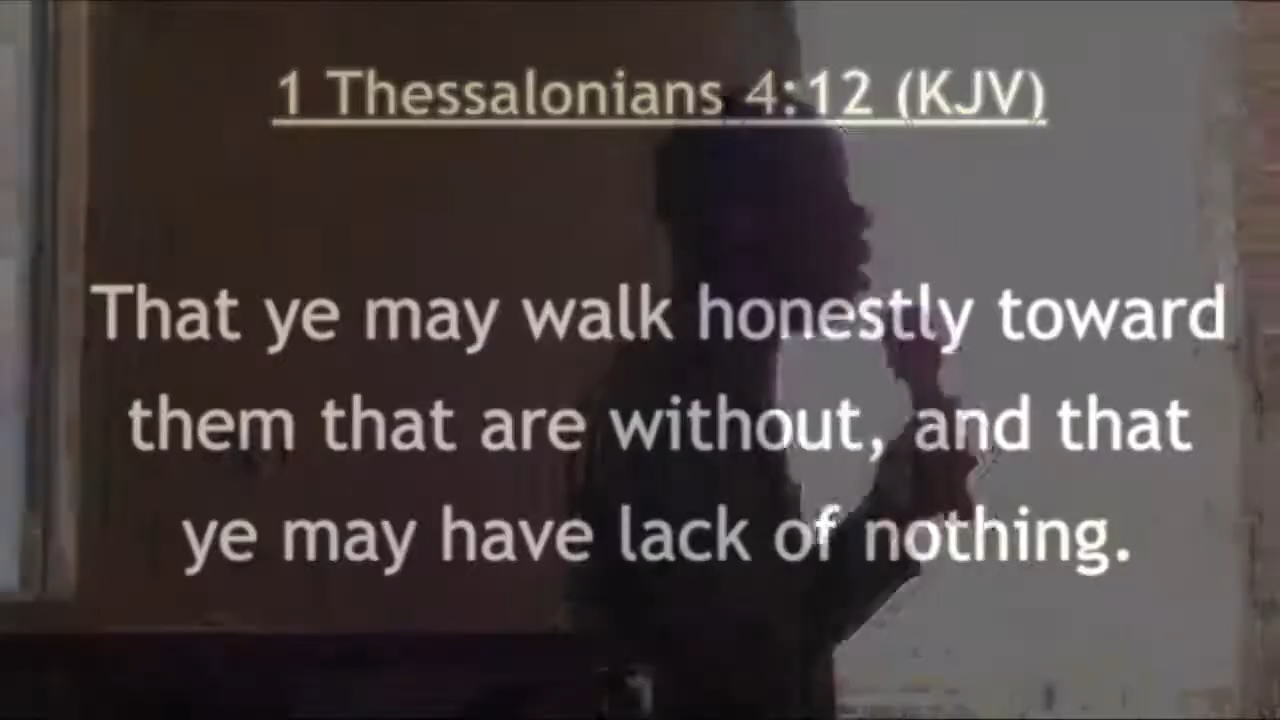 1 Thessalonians 4:12 (KJV)
That ye may walk honestly toward
them that are without, and that
ye may have lack of nothing.